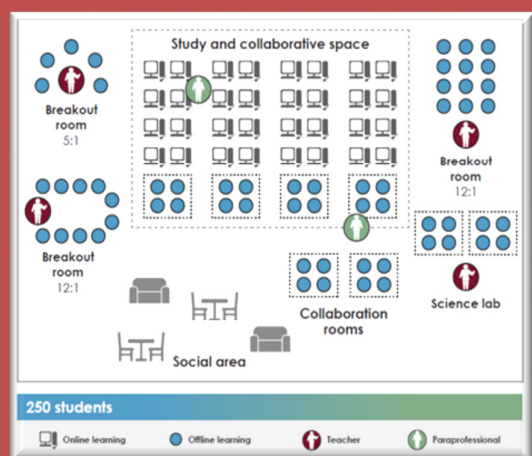 Study and collaborative space
Breakout
room
5:1
Breakout
room
12:1
Breakout
room
12:1
Science lab
Collaboration
rooms
Social area
250 students
Online learning
Offline learning
Teacher
Paraprofessional